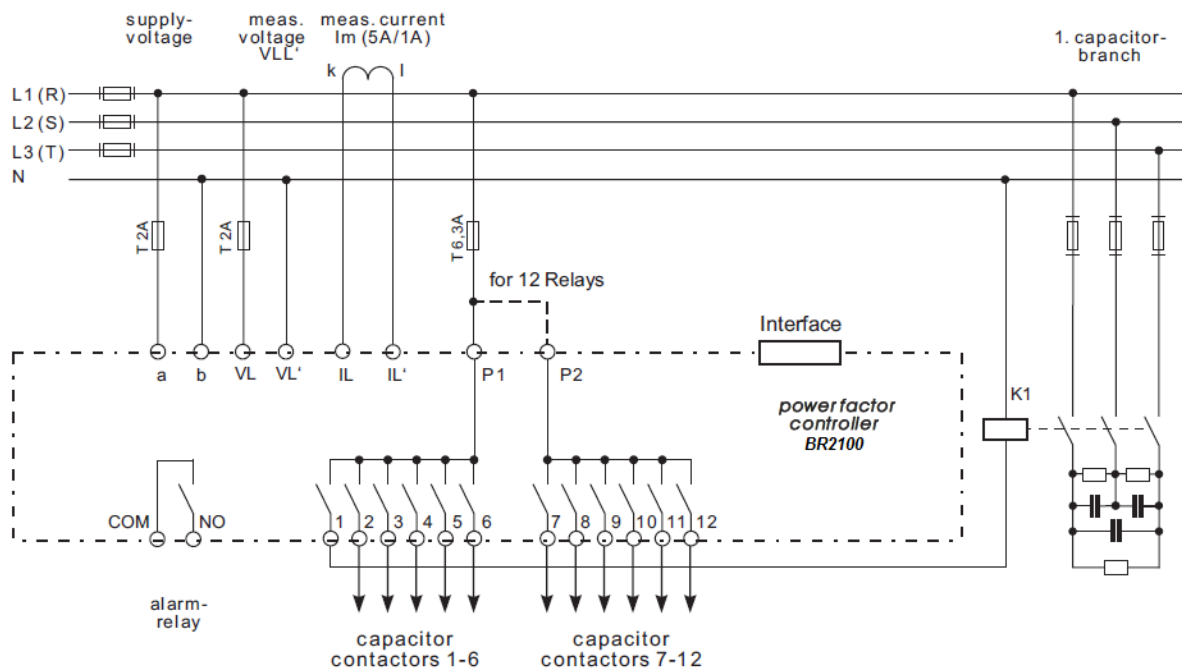 supply-
voltage
meas.
voltage
VLL'
meas. current
Im (5A/1A)
1. capacitor-
branch
k l
L1 (R)
L2 (S)
L3 (T)
N
T 2A
T 2A
T 6,3A
for 12 Relays
Interface
a b VL VL' IL IL' P1 P2
K1
power factor
controller
BR2100
COM NO 1 2 3 4 5 6 7 8 9 10 11 12
alarm-
relay
capacitor
contactors 1-6
capacitor
contactors 7-12